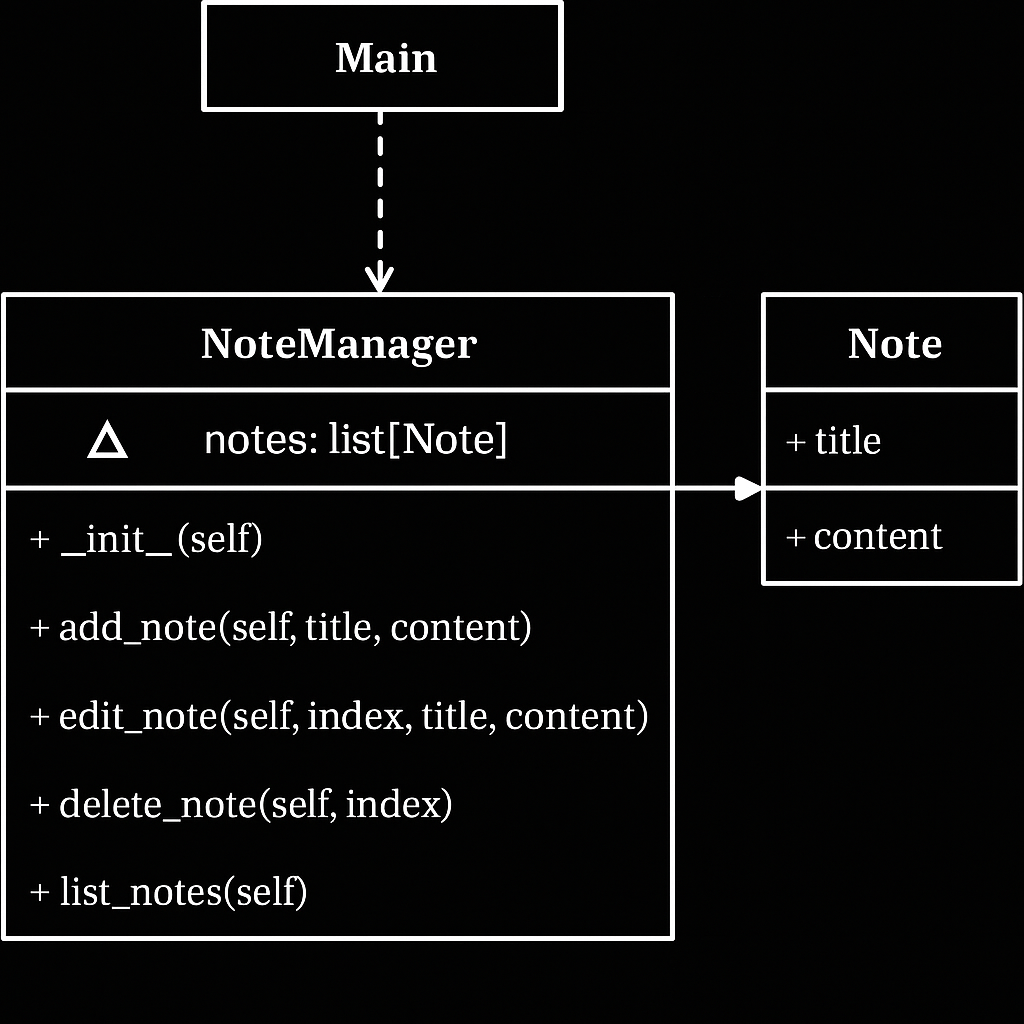 Main
NoteManager
notes: list[Note]
+ _init_(self)
+ add_note(self, title, content)
+ edit_note(self, index, title, content)
+ delete_note(self, index)
+ list_notes(self)
Note
+ title
+ content